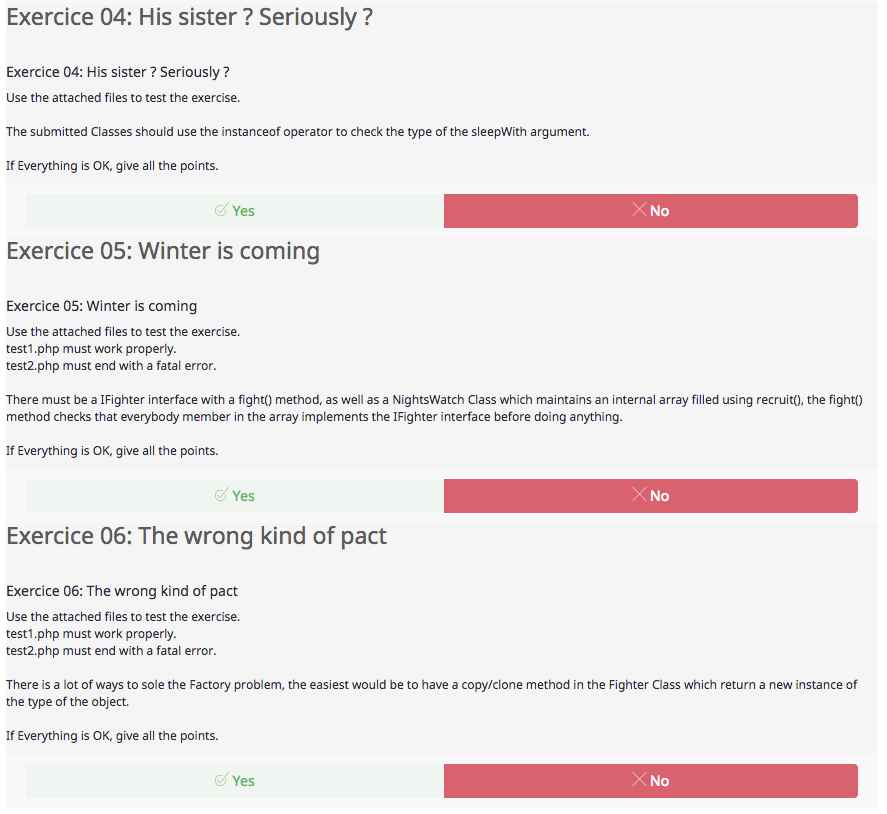 Exercice 04: His sister ? Seriously ?
Exercice 04: His sister ? Seriously ?
Use the attached files to test the exercise.
The submitted Classes should use the instanceof operator to check the type of the sleepWith argument.
If Everything is OK, give all the points.
Yes
No
Exercice 05: Winter is coming
Exercice 05: Winter is coming
Use the attached files to test the exercise.
test1.php must work properly.
test2.php must end with a fatal error.
There must be a IFighter interface with a fight() method, as well as a NightsWatch Class which maintains an internal array filled using recruit(), the fight()
method checks that everybody member in the array implements the IFighter interface before doing anything.
If Everything is OK, give all the points.
Yes
No
Exercice 06: The wrong kind of pact
Exercice 06: The wrong kind of pact
Use the attached files to test the exercise.
test1.php must work properly.
test2.php must end with a fatal error.
There is a lot of ways to sole the Factory problem, the easiest would be to have a copy/clone method in the Fighter Class which return a new instance of
the type of the object.
If Everything is OK, give all the points.
Yes
No